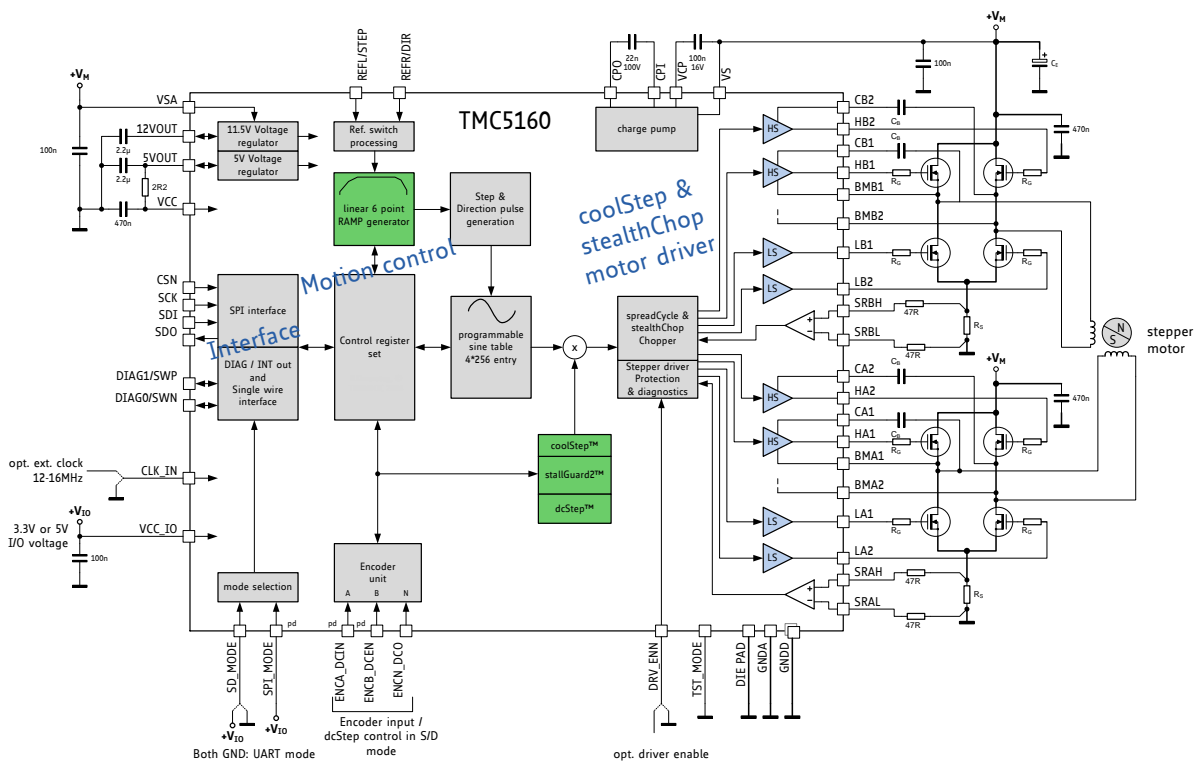 +VM
REFL/STEP
REFR/DIR
CPO
22n
100V
CPI
VCP
100n
16V
VS
+VM
100n
CE
+
VSA
100n
12VOUT
2.2µ
5VOUT
2.2µ
2R2
VCC
470n
11.5V Voltage
regulator
5V Voltage
regulator
Ref. switch
processing
TMC5160
charge pump
linear 6 point
RAMP generator
Step &
Direction pulse
generation
coolStep &
stealthChop
motor driver
Motion control
Interface
CSN
SCK
SDI
SDO
DIAG1/SWP
DIAG0/SWN
SPI interface
DIAG / INT out
and
Single wire
interface
Control register
set
programmable
sine table
4*256 entry
x
spreadCycle &
stealthChop
Chopper
Stepper driver
Protection
& diagnostics
coolStep™
stallGuard2™
dcStep™
HS
HS
LS
LS
+
−
HS
HS
LS
LS
+
−
CB2
CB
HB2
CB1
CB
HB1
RG
RG
470n
BMB1
BMB2
LB1
RG
RG
LB2
SRBH
47R
RS
SRBL
47R
N
S
stepper
motor
+VM
CA2
CB
HA2
470n
CA1
CB
HA1
RG
RG
BMA1
BMA2
LA1
RG
RG
LA2
SRAH
47R
RS
SRAL
47R
opt. ext. clock
12-16MHz
CLK_IN
+VIO
3.3V or 5V
I/O voltage
VCC_IO
100n
mode selection
Encoder
unit
A
B
N
pd
pd
pd
SD_MODE
SPI_MODE
ENCA_DCIN
ENCB_DCEN
ENCN_DCO
DRV_ENN
TST_MODE
DIE PAD
GNDA
GNDD
+VIO
+VIO
Both GND: UART mode
Encoder input /
dcStep control in S/D
mode
opt. driver enable